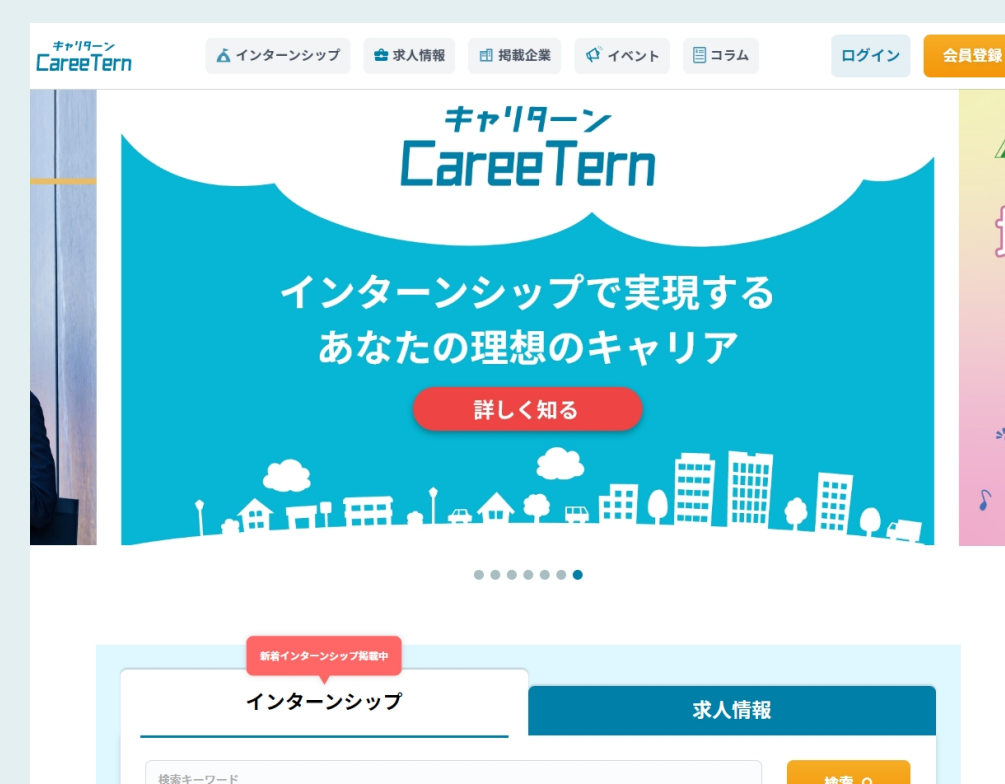 キャリターン
CareeTern
インターンシップ
求人情報
掲載企業
イベント
コラム
ログイン
会員登録
キャリターン
CareeTern
インターンシップで実現する
あなたの理想のキャリア
詳しく知る
新着インターンシップ掲載中
インターンシップ
求人情報
検索キーワード
検索